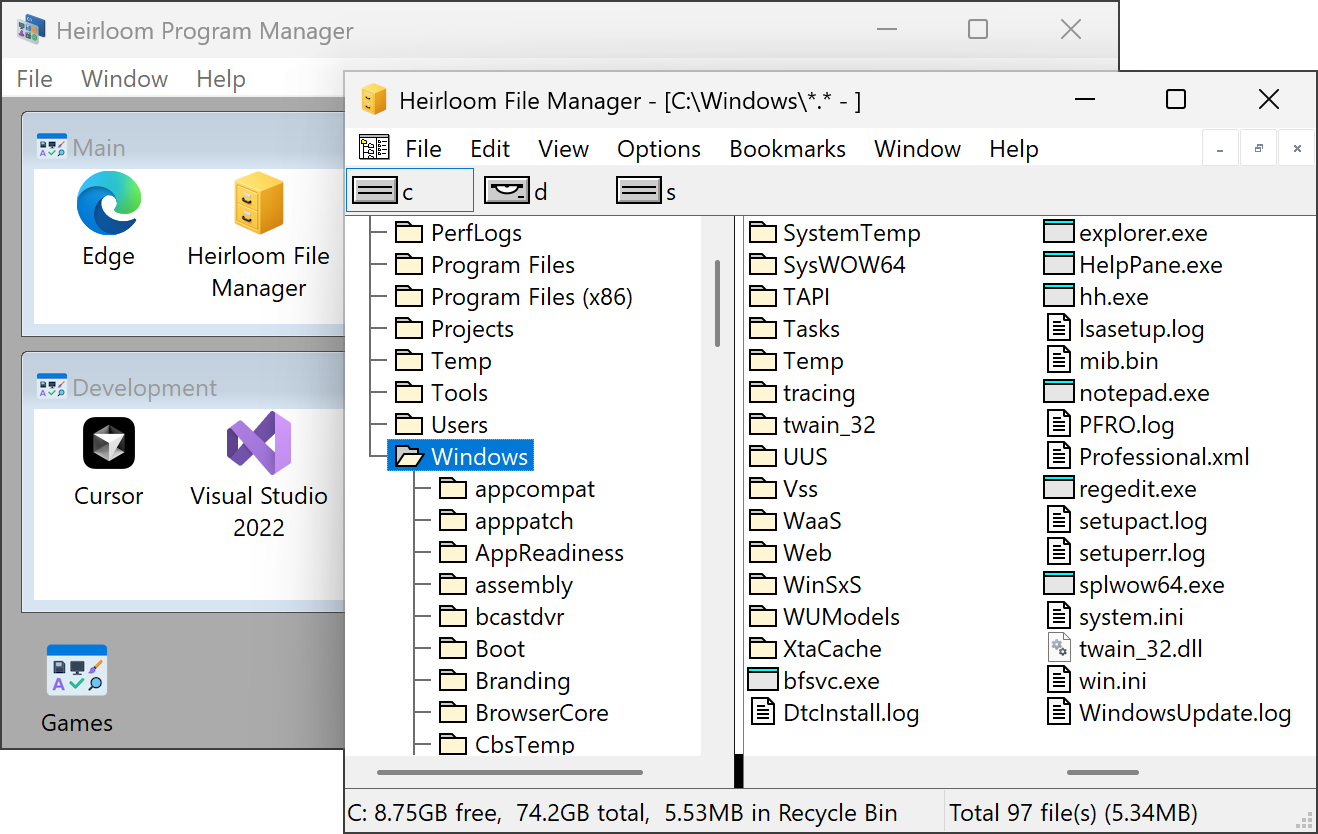 Heirloom Program Manager
File Window Help
Main
Edge
Heirloom File
Manager
Development
Cursor
Visual Studio
2022
Games
Heirloom File Manager - [C:\Windows\*.* - ]
File Edit View Options Bookmarks Window Help
c d s
PerfLogs
Program Files
Program Files (x86)
Projects
Temp
Tools
Users
Windows
appcompat
apppatch
AppReadiness
assembly
bcastdvr
Boot
Branding
BrowserCore
CbsTemp
SystemTemp
SysWOW64
TAPI
Tasks
Temp
tracing
twain_32
UUS
Vss
WaaS
Web
WinSxS
WUModels
XtaCache
bfsvc.exe
DtcInstall.log
explorer.exe
HelpPane.exe
hh.exe
lsasetup.log
mib.bin
notepad.exe
PFRO.log
Professional.xml
regedit.exe
setupact.log
setuperr.log
splwow64.exe
system.ini
twain_32.dll
win.ini
WindowsUpdate.log
C: 8.75GB free, 74.2GB total, 5.53MB in Recycle Bin
Total 97 file(s) (5.34MB)